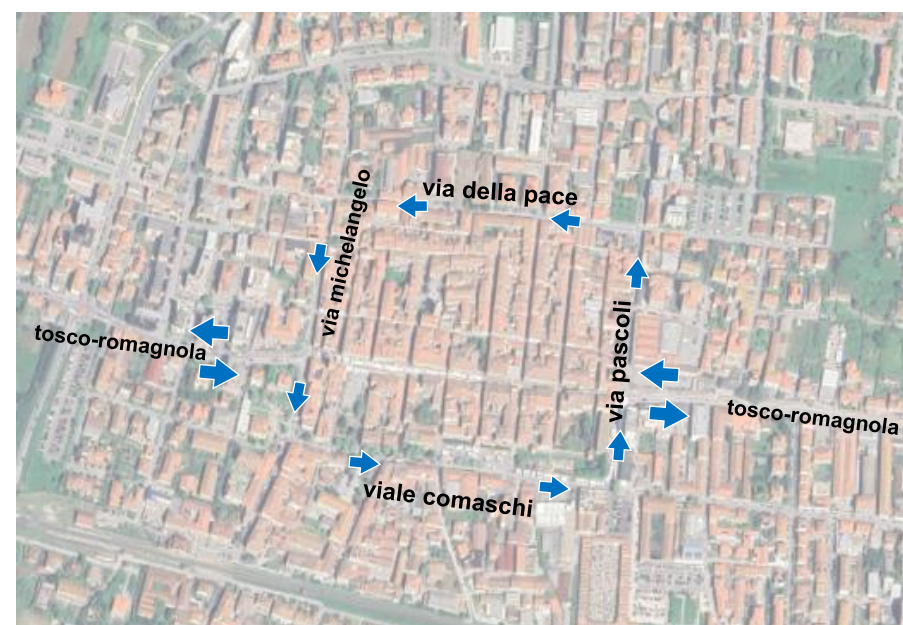 via della pace
via michelangelo
tosco-romagnola
via pascoli
tosco-romagnola
viale comaschi